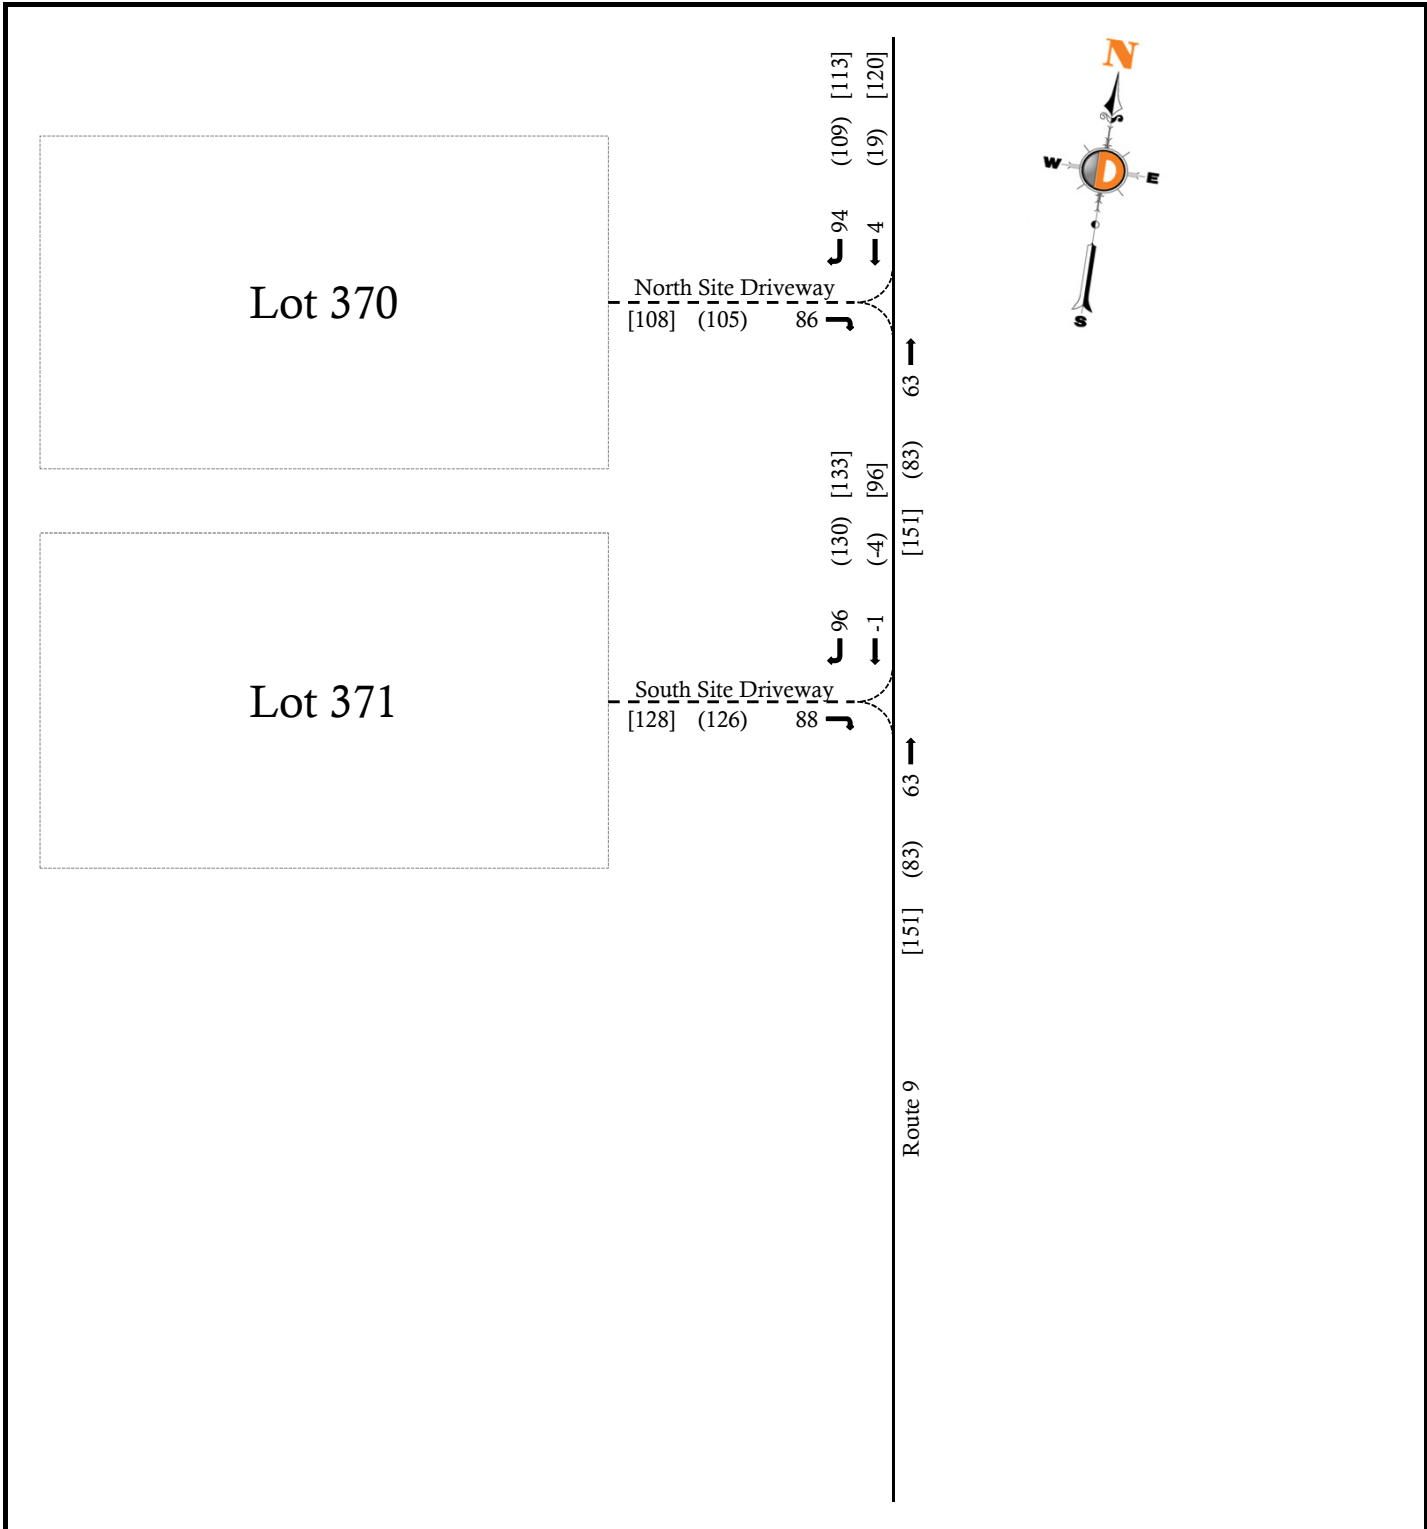 N
W
E
S
[113] (109) 94
[120] (19) 4
Lot 370
North Site Driveway
[108] (105) 86
63 (83) [151]
[133] (130) 96
[96] (-4) -1
Lot 371
South Site Driveway
[128] (126) 88
63 (83) [151]
Route 9